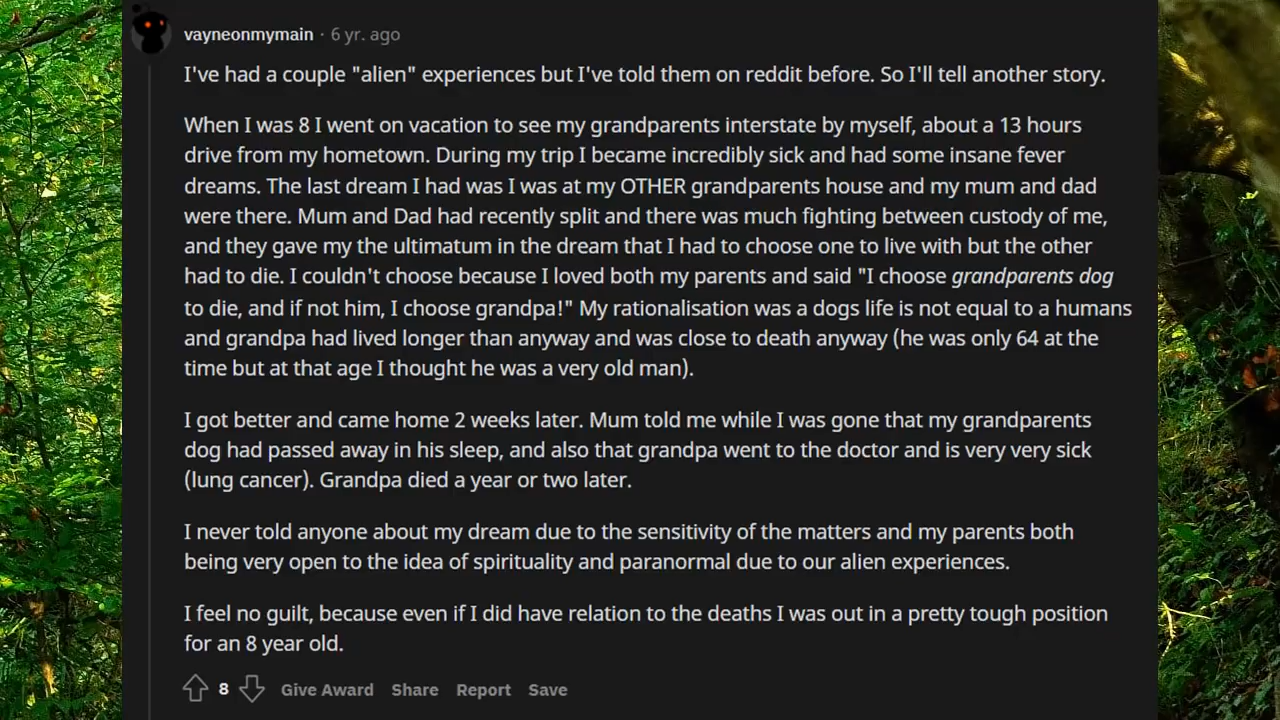 vayneonmymain · 6 yr. ago
I've had a couple "alien" experiences but I've told them on reddit before. So I'll tell another story.
When I was 8 I went on vacation to see my grandparents interstate by myself, about a 13 hours
drive from my hometown. During my trip I became incredibly sick and had some insane fever
dreams. The last dream I had was I was at my OTHER grandparents house and my mum and dad
were there. Mum and Dad had recently split and there was much fighting between custody of me,
and they gave my the ultimatum in the dream that I had to choose one to live with but the other
had to die. I couldn't choose because I loved both my parents and said "I choose grandparents dog
to die, and if not him, I choose grandpa!" My rationalisation was a dogs life is not equal to a humans
and grandpa had lived longer than anyway and was close to death anyway (he was only 64 at the
time but at that age I thought he was a very old man).
I got better and came home 2 weeks later. Mum told me while I was gone that my grandparents
dog had passed away in his sleep, and also that grandpa went to the doctor and is very very sick
(lung cancer). Grandpa died a year or two later.
I never told anyone about my dream due to the sensitivity of the matters and my parents both
being very open to the idea of spirituality and paranormal due to our alien experiences.
I feel no guilt, because even if I did have relation to the deaths I was out in a pretty tough position
for an 8 year old.
8 Give Award Share Report Save